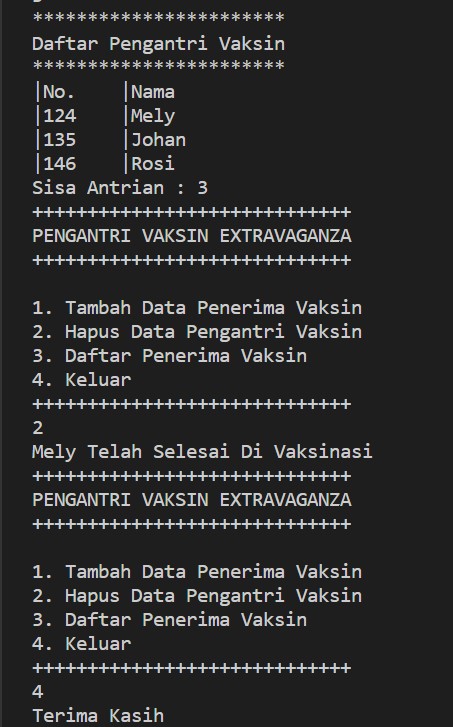 ***********************
Daftar Pengantri Vaksin
***********************
|No.    |Nama
|124    |Mely
|135    |Johan
|146    |Rosi
Sisa Antrian : 3
+++++++++++++++++++++++++++++
PENGANTRI VAKSIN EXTRAVAGANZA
+++++++++++++++++++++++++++++

1. Tambah Data Penerima Vaksin
2. Hapus Data Pengantri Vaksin
3. Daftar Penerima Vaksin
4. Keluar
+++++++++++++++++++++++++++++
2
Mely Telah Selesai Di Vaksinasi
+++++++++++++++++++++++++++++
PENGANTRI VAKSIN EXTRAVAGANZA
+++++++++++++++++++++++++++++

1. Tambah Data Penerima Vaksin
2. Hapus Data Pengantri Vaksin
3. Daftar Penerima Vaksin
4. Keluar
+++++++++++++++++++++++++++++
4
Terima Kasih